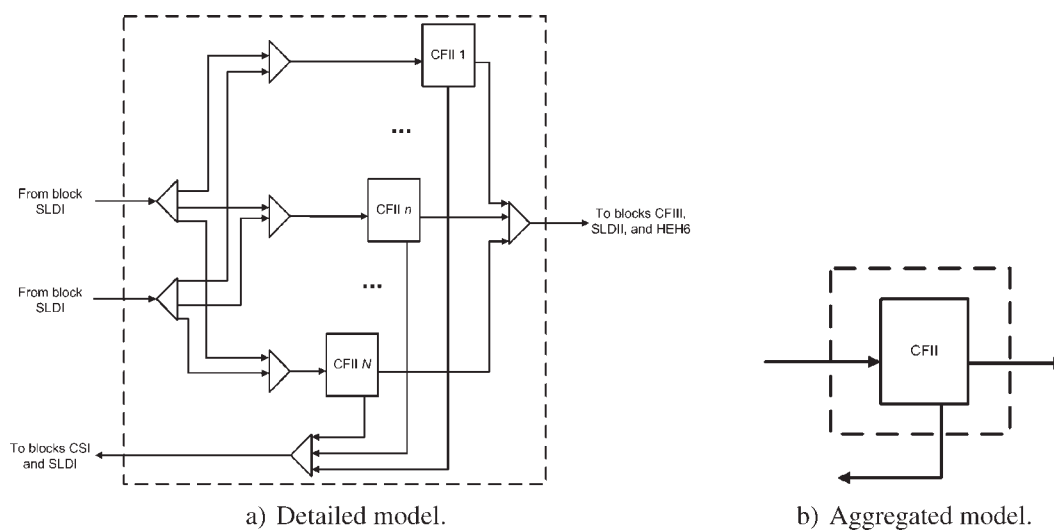 CFII 1
...
From block
SLDI
CFII n
To blocks CFIII,
SLDII, and HEH6
...
From block
SLDI
CFII N
To blocks CSI
and SLDI
a) Detailed model.
CFII
b) Aggregated model.